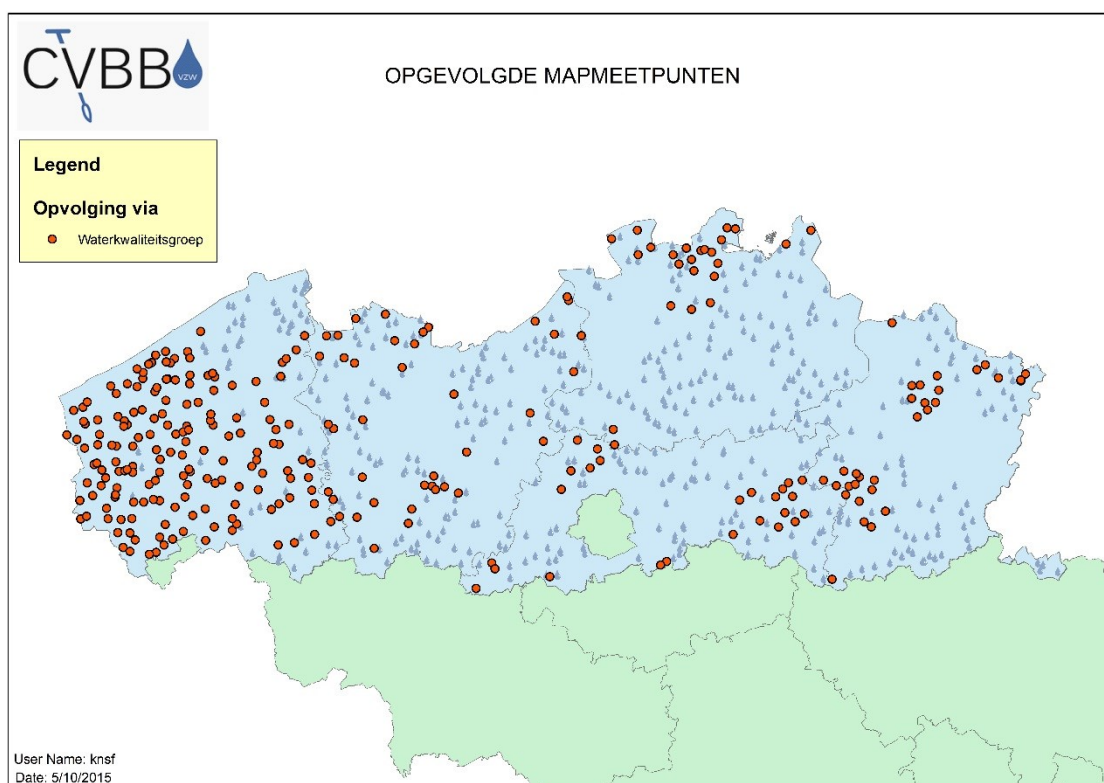 CVBB
VZW
OPGEVOLGDE MAPMEETPUNTEN
Legend
Opvolging via
Waterkwaliteitsgroep
User Name: knsf
Date: 5/10/2015